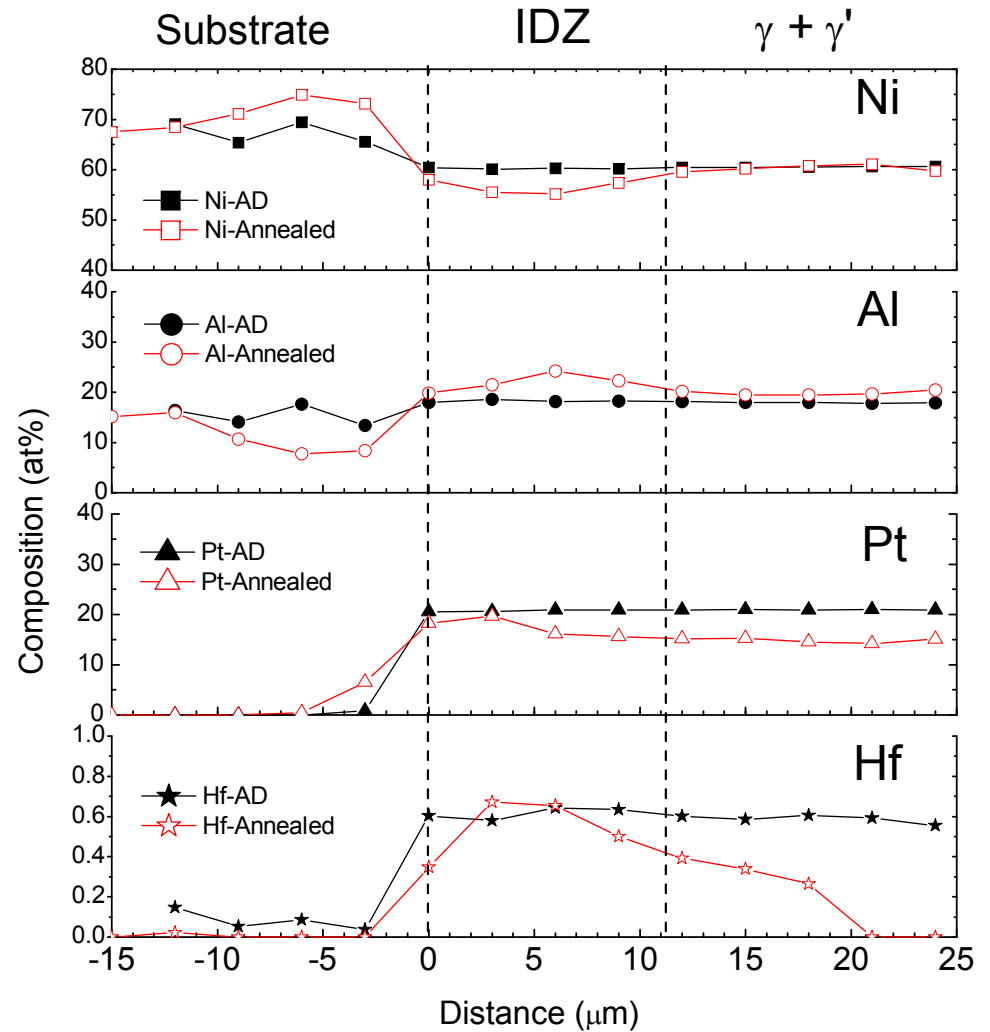 Substrate IDZ γ + γ'
80
70
60
50
40
Ni
Ni-AD
Ni-Annealed
40
30
20
10
0
Al
Al-AD
Al-Annealed
40
30
20
10
0
Pt
Pt-AD
Pt-Annealed
1.0
0.8
0.6
0.4
0.2
0.0
Hf
Hf-AD
Hf-Annealed
Composition (at%)
-15 -10 -5 0 5 10 15 20 25
Distance (μm)